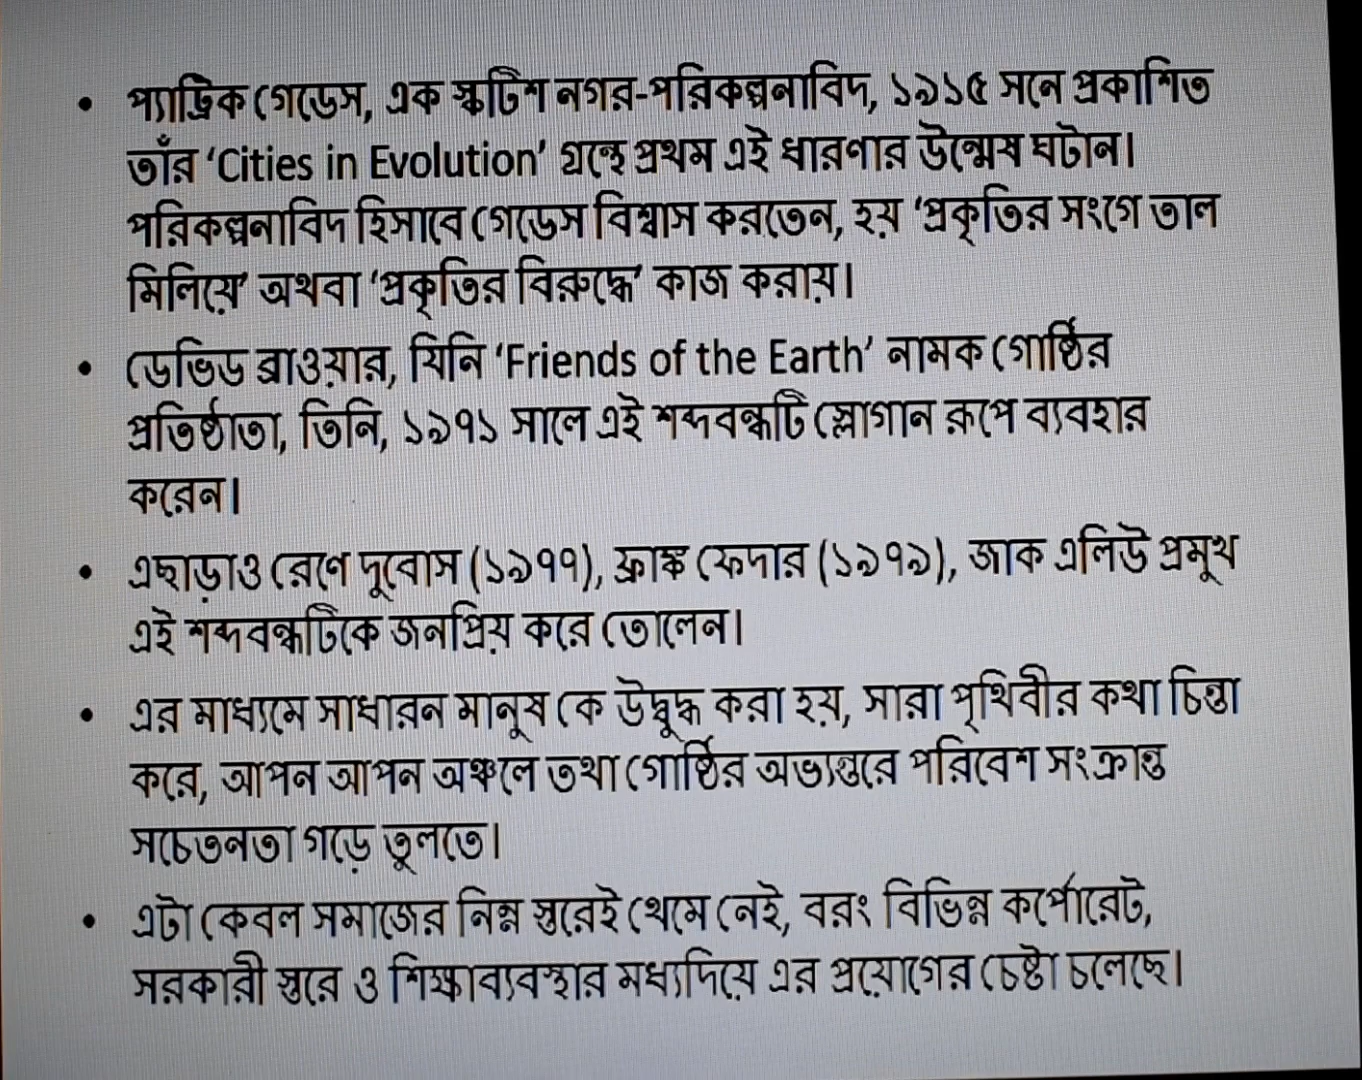 • প্যাট্রিক গেডেস, এক স্কটিশ নগর-পরিকল্পনাবিদ, ১৯১৫ সনে প্রকাশিত
তাঁর ‘Cities in Evolution’ গ্রন্থে প্রথম এই ধারণার উন্মেষ ঘটান।
পরিকল্পনাবিদ হিসাবে গেডেস বিশ্বাস করতেন, হয় ‘প্রকৃতির সংগে তাল
মিলিয়ে’ অথবা ‘প্রকৃতির বিরুদ্ধে’ কাজ করায়।
• ডেভিড ব্রাওয়ার, যিনি ‘Friends of the Earth’ নামক গোষ্ঠির
প্রতিষ্ঠাতা, তিনি, ১৯৭১ সালে এই শব্দবন্ধটি স্লোগান রূপে ব্যবহার
করেন।
• এছাড়াও রেণে দুবোস (১৯৭৭), ফ্রাঙ্ক ফেদার (১৯৭৯), জাক এলিউ প্রমুখ
এই শব্দবন্ধটিকে জনপ্রিয় করে তোলেন।
• এর মাধ্যমে সাধারন মানুষ কে উদ্বুদ্ধ করা হয়, সারা পৃথিবীর কথা চিন্তা
করে, আপন আপন অঞ্চলে তথা গোষ্ঠির অভ্যন্তরে পরিবেশ সংক্রান্ত
সচেতনতা গড়ে তুলতে।
• এটা কেবল সমাজের নিম্ন স্তরেই থেমে নেই, বরং বিভিন্ন কর্পোরেট,
সরকারী স্তরে ও শিক্ষাব্যবস্থার মধ্যদিয়ে এর প্রয়োগের চেষ্টা চলেছে।